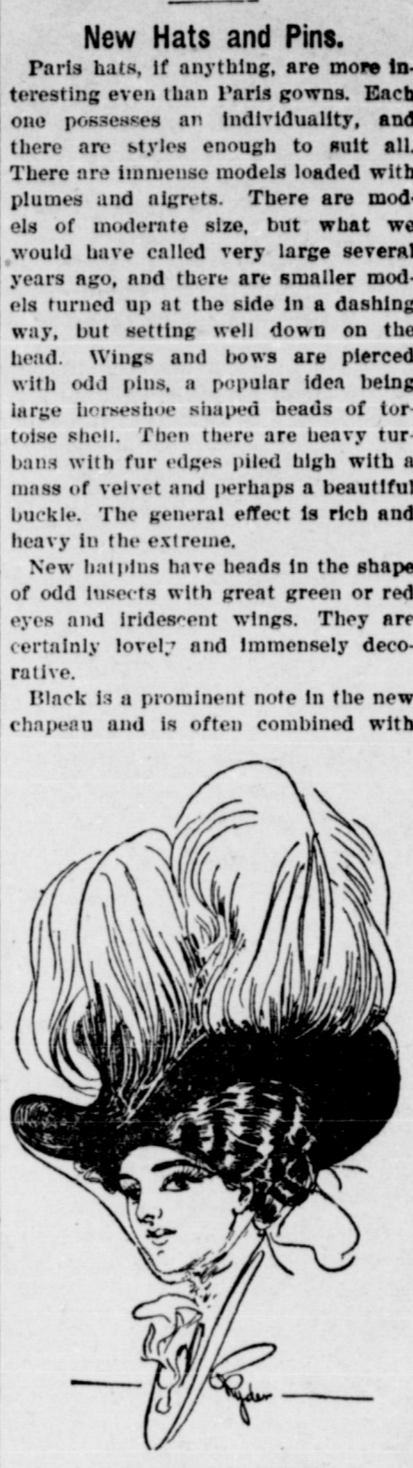 New Hats and Pins.
Paris hats, if anything, are more in-
teresting even than Paris gowns. Each
one possesses an individuality, and
there are styles enough to suit all.
There are immense models loaded with
plumes and aigrets. There are mod-
els of moderate size, but what we
would have called very large several
years ago, and there are smaller mod-
els turned up at the side in a dashing
way, but setting well down on the
head. Wings and bows are pierced
with odd pins, a popular idea being
large horseshoe shaped heads of tor-
toise shell. Then there are heavy tur-
bans with fur edges piled high with a
mass of velvet and perhaps a beautiful
buckle. The general effect is rich and
heavy in the extreme.
New hatpins have heads in the shape
of odd insects with great green or red
eyes and iridescent wings. They are
certainly lovely and immensely deco-
rative.
Black is a prominent note in the new
chapeau and is often combined with
Ryder